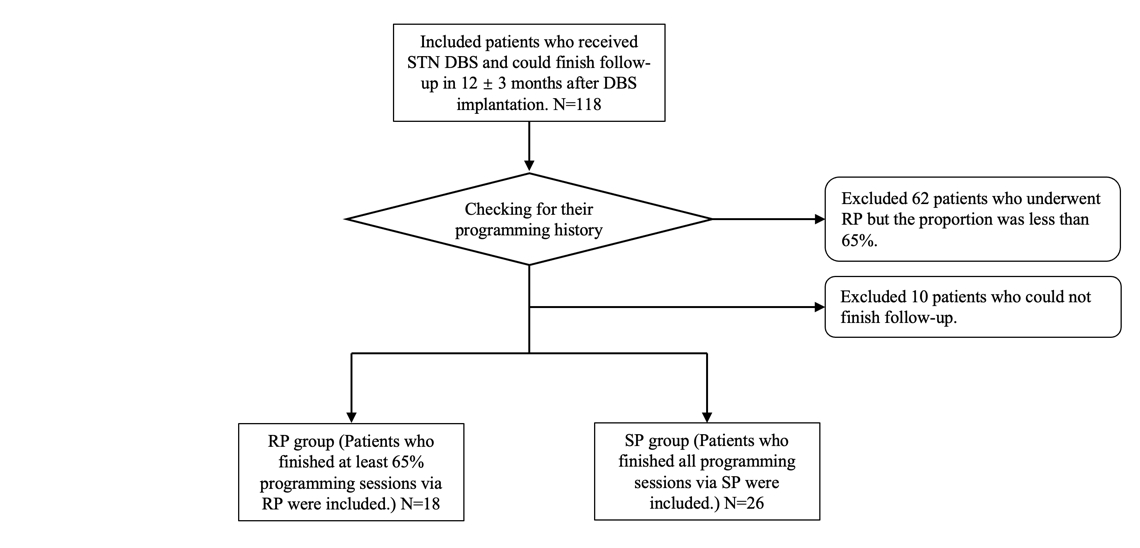 Included patients who received
STN DBS and could finish follow-
up in 12 ± 3 months after DBS
implantation. N=118
Checking for their
programming history
Excluded 62 patients who underwent
RP but the proportion was less than
65%.
Excluded 10 patients who could not
finish follow-up.
RP group (Patients who
finished at least 65%
programming sessions via
RP were included.) N=18
SP group (Patients who
finished all programming
sessions via SP were
included.) N=26